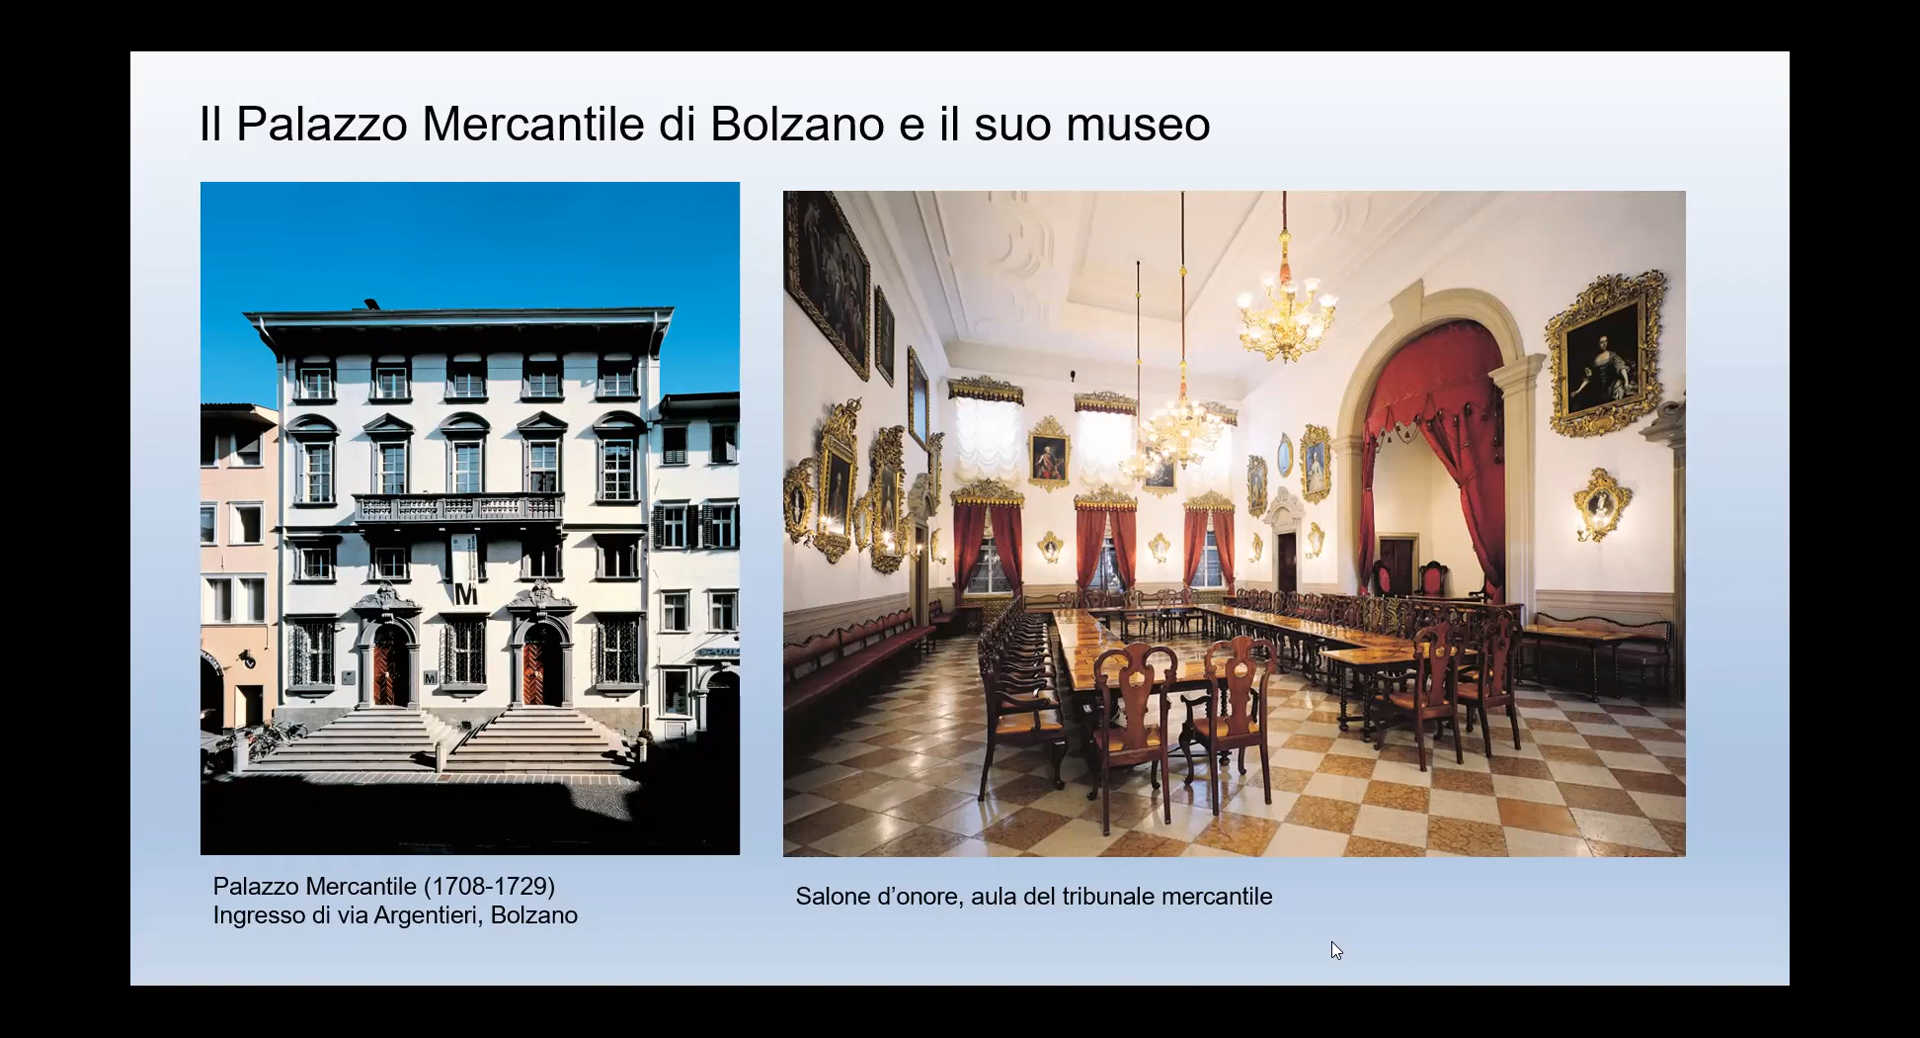 Il Palazzo Mercantile di Bolzano e il suo museo
M
M
Palazzo Mercantile (1708-1729)
Ingresso di via Argentieri, Bolzano
Salone d’onore, aula del tribunale mercantile